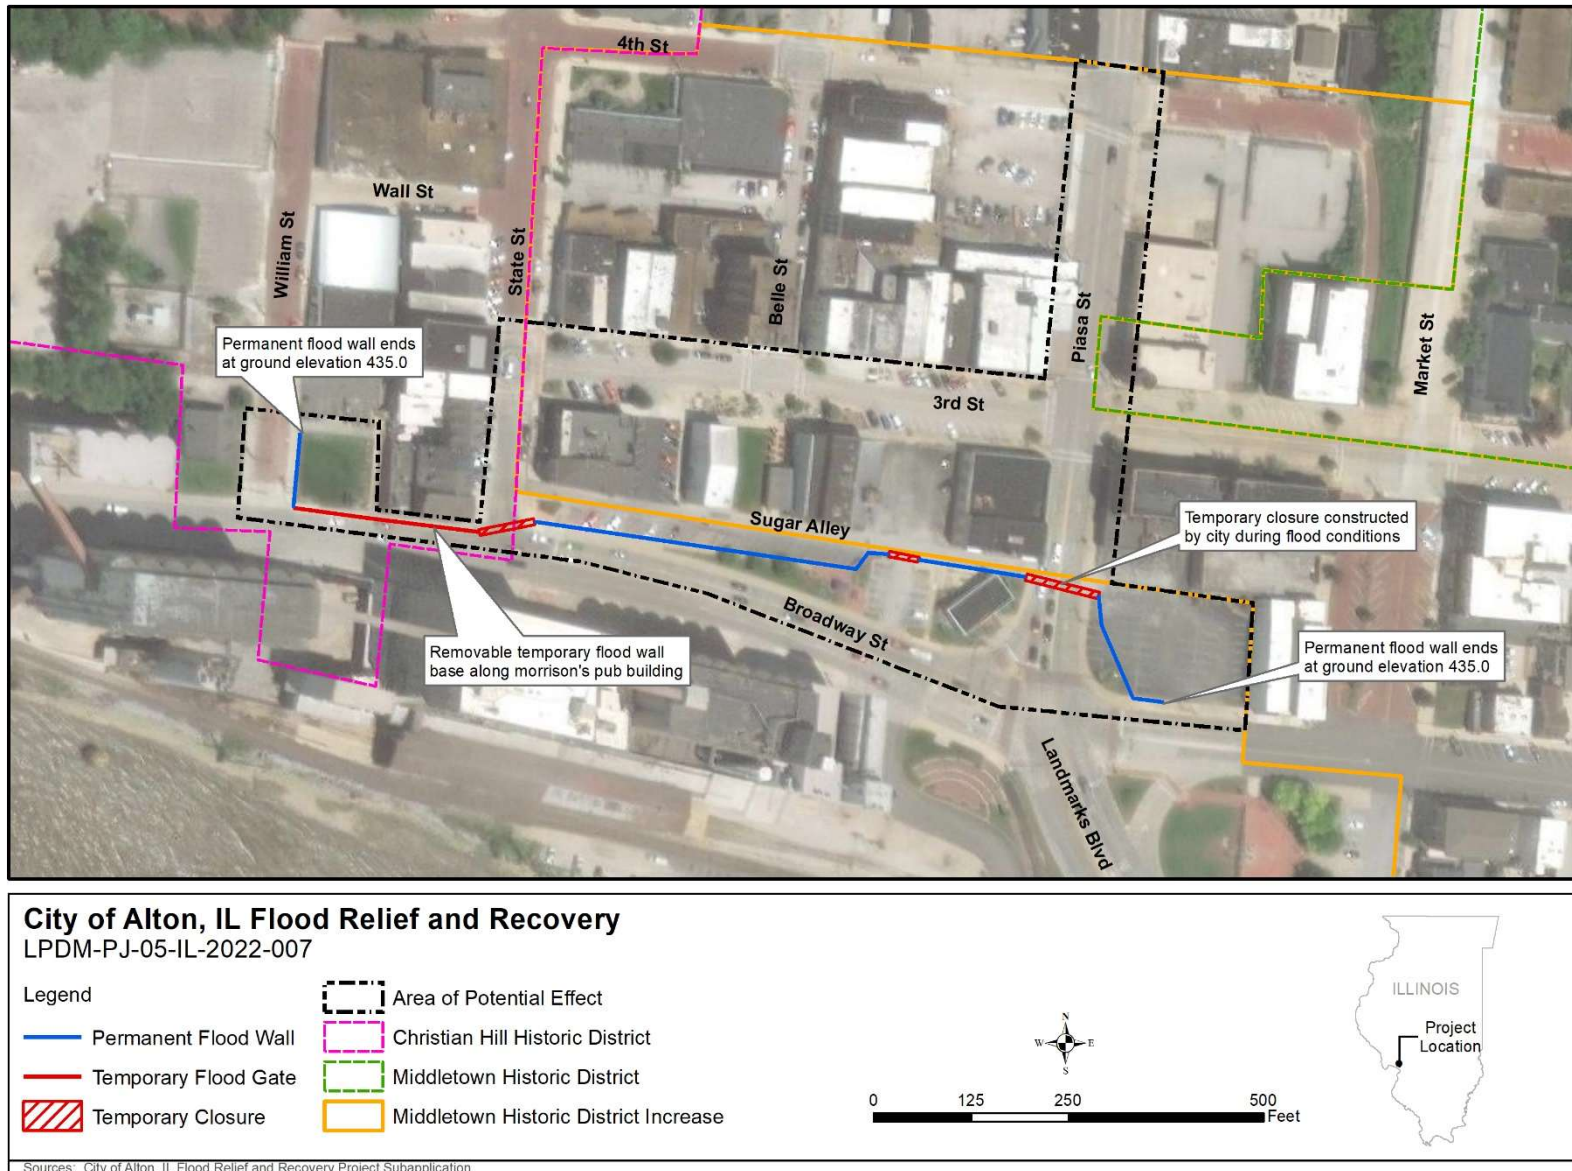 4th St
Wall St
William St
State St
Belle St
Piasa St
Market St
Permanent flood wall ends
at ground elevation 435.0
3rd St
Sugar Alley
Temporary closure constructed
by city during flood conditions
Broadway St
Removable temporary flood wall
base along morrison's pub building
Permanent flood wall ends
at ground elevation 435.0
Landmarks Blvd
City of Alton, IL Flood Relief and Recovery
LPDM-PJ-05-IL-2022-007
Legend
Permanent Flood Wall
Temporary Flood Gate
Temporary Closure
Area of Potential Effect
Christian Hill Historic District
Middletown Historic District
Middletown Historic District Increase
N
W E
S
0 125 250 500
Feet
ILLINOIS
Project
Location
Sources: City of Alton, IL Flood Relief and Recovery Project Subapplication